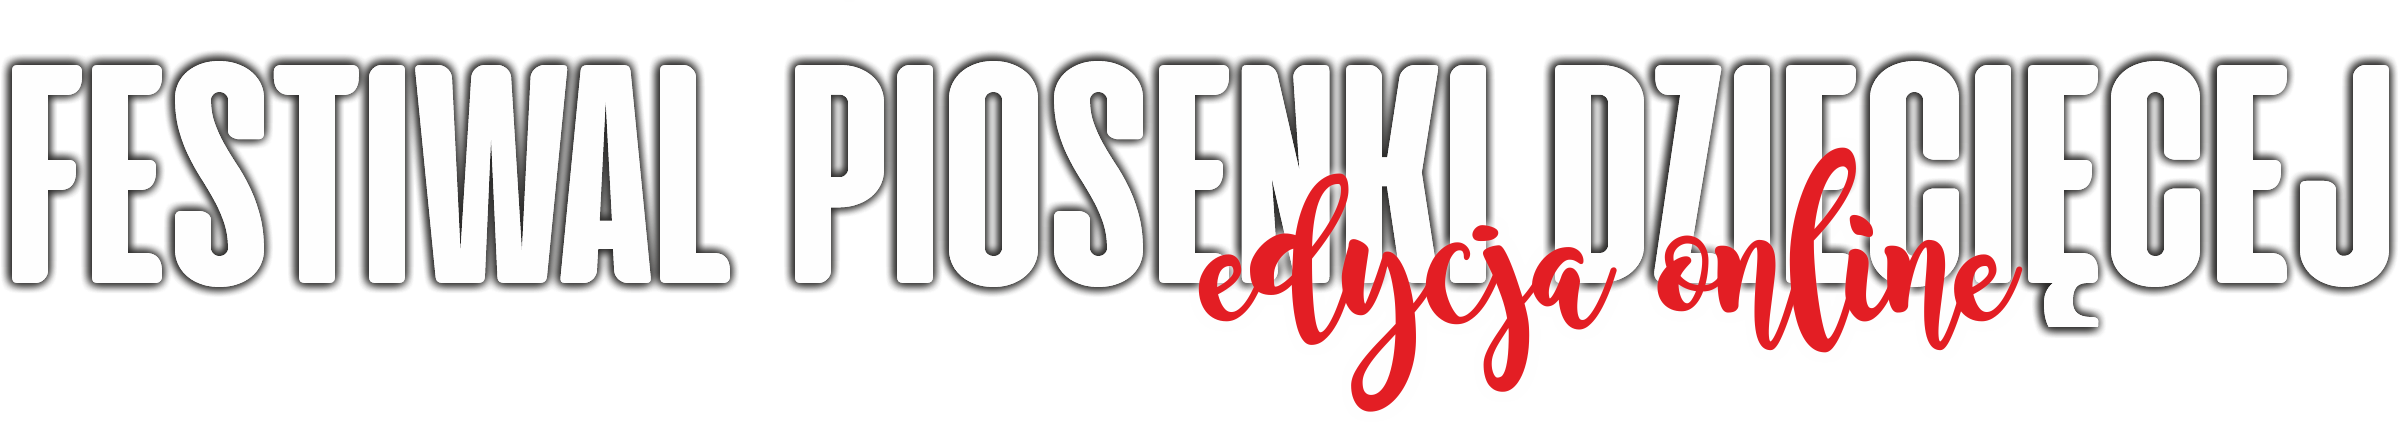 FESTIWAL PIOSENKI DZIECIĘCEJ
edycja online